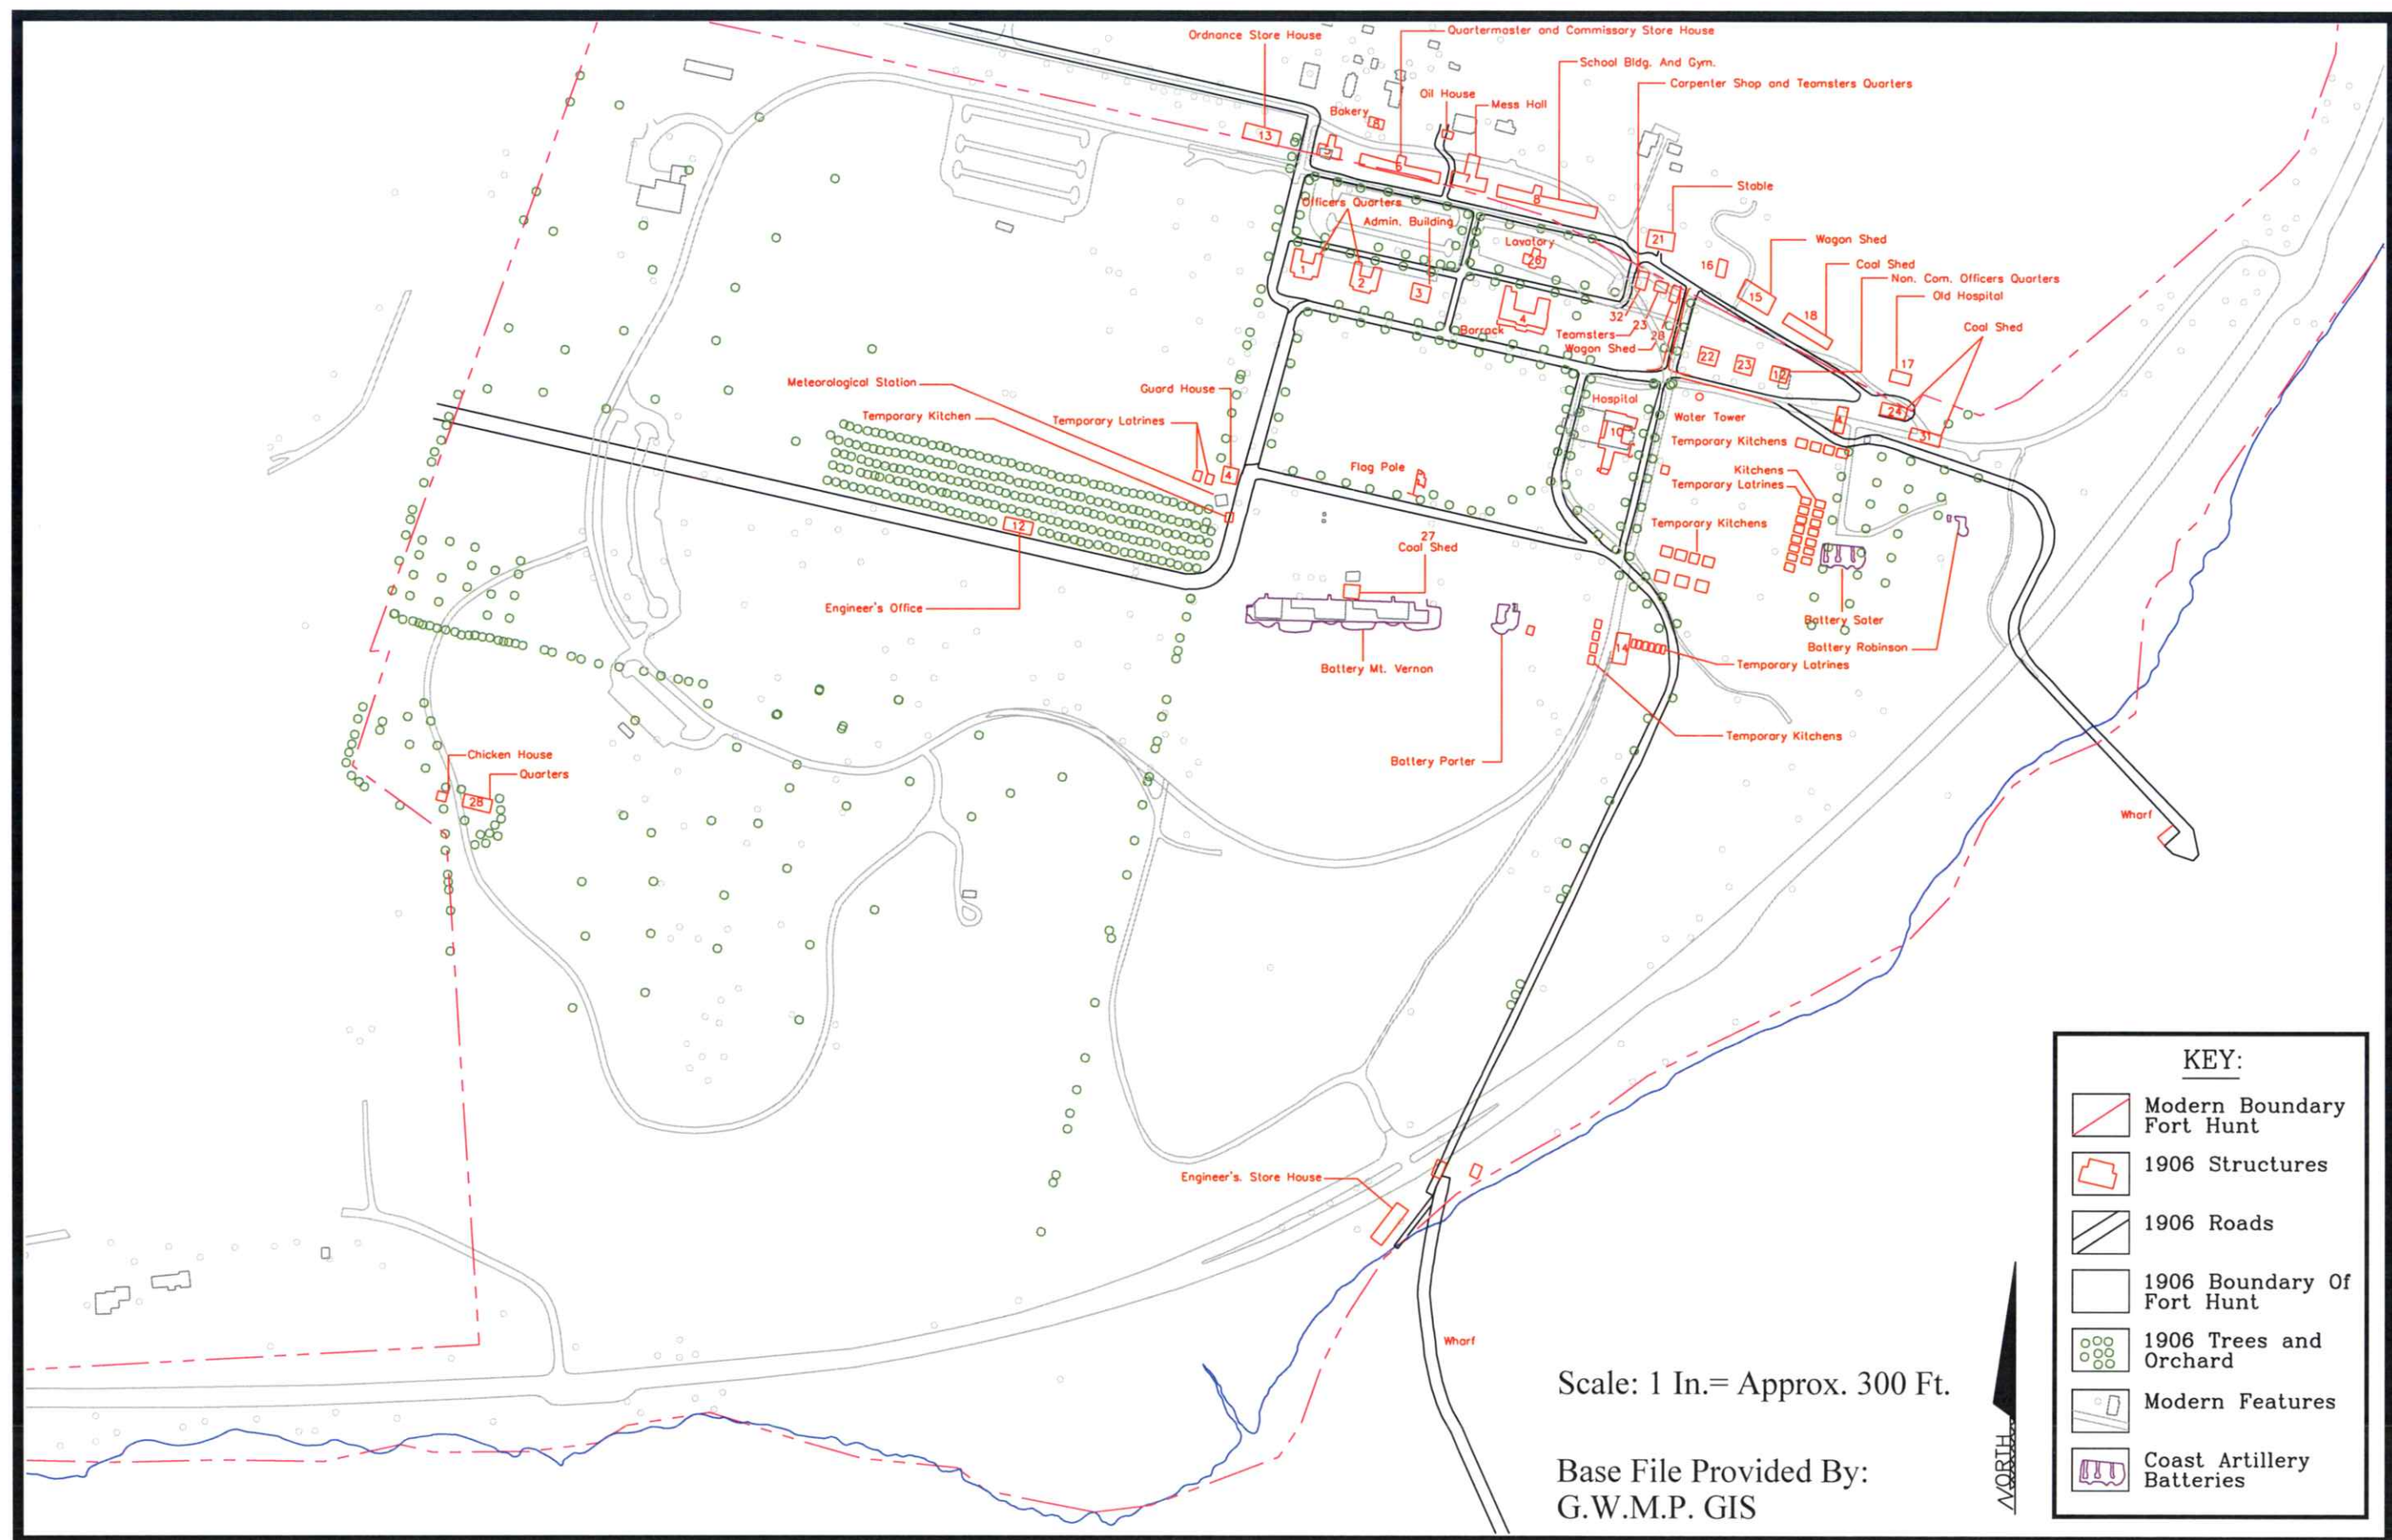 Ordnance Store House
Quartermaster and Commissary Store House
School Bldg. And Gym.
Carpenter Shop and Teamsters Quarters
Oil House
Mess Hall
Bakery
13
6
7
8
Stable
21
Officers Quarters
Admin. Building
Lavatory
26
Wagon Shed
16
Coal Shed
15
Non. Com. Officers Quarters
1
2
3
4
Old Hospital
18
32
23
28
Barrack
Teamsters
Wagon Shed
Coal Shed
22
23
12
17
Meteorological Station
Guard House
Hospital
24
Temporary Kitchen
Temporary Latrines
Water Tower
4
31
10
Temporary Kitchens
4
Flag Pole
Kitchens
Temporary Latrines
12
Temporary Kitchens
27
Coal Shed
Engineer's Office
Battery Sater
Battery Robinson
14
Battery Mt. Vernon
Temporary Latrines
Temporary Kitchens
Chicken House
Quarters
28
Battery Porter
Wharf
Engineer's. Store House
Wharf
Scale: 1 In.= Approx. 300 Ft.
Base File Provided By:
G.W.M.P. GIS
NORTH
KEY:
Modern Boundary
Fort Hunt
1906 Structures
1906 Roads
1906 Boundary Of
Fort Hunt
1906 Trees and
Orchard
Modern Features
Coast Artillery
Batteries